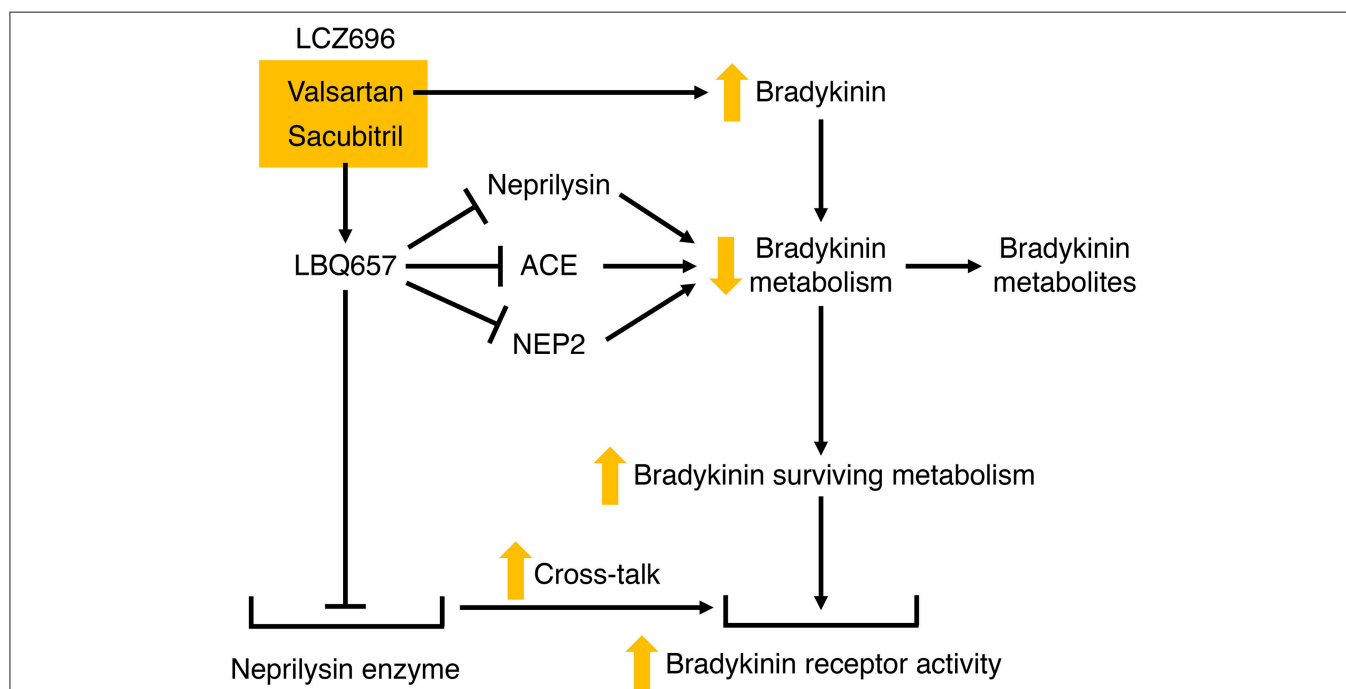 LCZ696
Valsartan
Sacubitril
Bradykinin
Neprilysin
LBQ657
ACE
NEP2
Bradykinin
metabolism
Bradykinin
metabolites
Bradykinin surviving metabolism
Cross-talk
Neprilysin enzyme
Bradykinin receptor activity